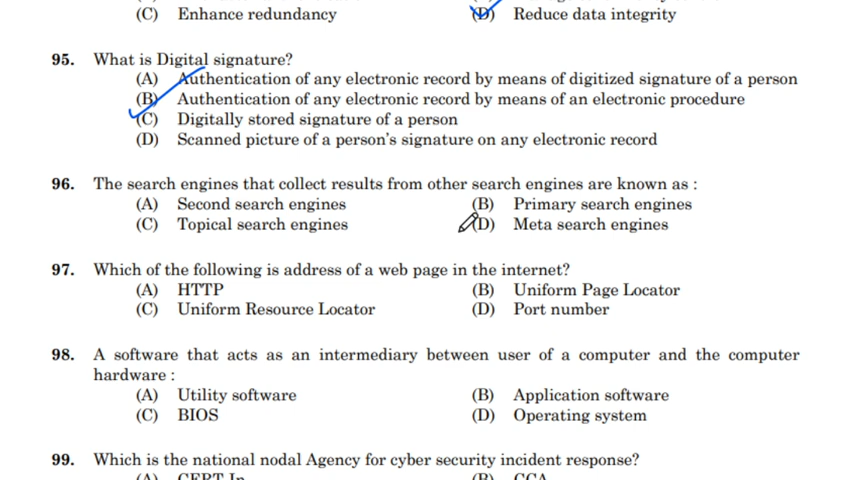 (C) Enhance redundancy (D) Reduce data integrity
95. What is Digital signature?
(A) Authentication of any electronic record by means of digitized signature of a person
(B) Authentication of any electronic record by means of an electronic procedure
(C) Digitally stored signature of a person
(D) Scanned picture of a person's signature on any electronic record
96. The search engines that collect results from other search engines are known as :
(A) Second search engines (B) Primary search engines
(C) Topical search engines (D) Meta search engines
97. Which of the following is address of a web page in the internet?
(A) HTTP (B) Uniform Page Locator
(C) Uniform Resource Locator (D) Port number
98. A software that acts as an intermediary between user of a computer and the computer
hardware :
(A) Utility software (B) Application software
(C) BIOS (D) Operating system
99. Which is the national nodal Agency for cyber security incident response?
(A) CERT In (B) CCA